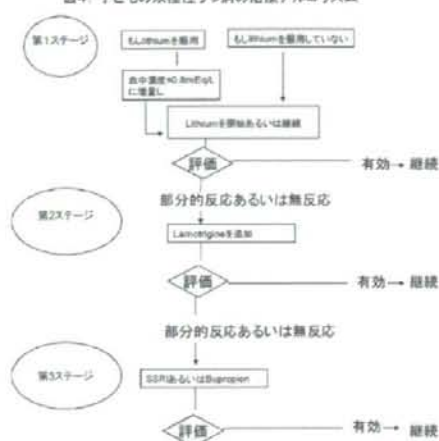 第1ステージ
もしlithiumを服用
もしlithiumを服用していない
血中濃度>0.8mEq/L
に増量し
Lithiumを開始あるいは継続
評価
有効→ 継続
部分的反応あるいは無反応
第2ステージ
Lamotrigineを追加
評価
有効→ 継続
部分的反応あるいは無反応
第3ステージ
SSRIあるいはBupropion
評価
有効→ 継続